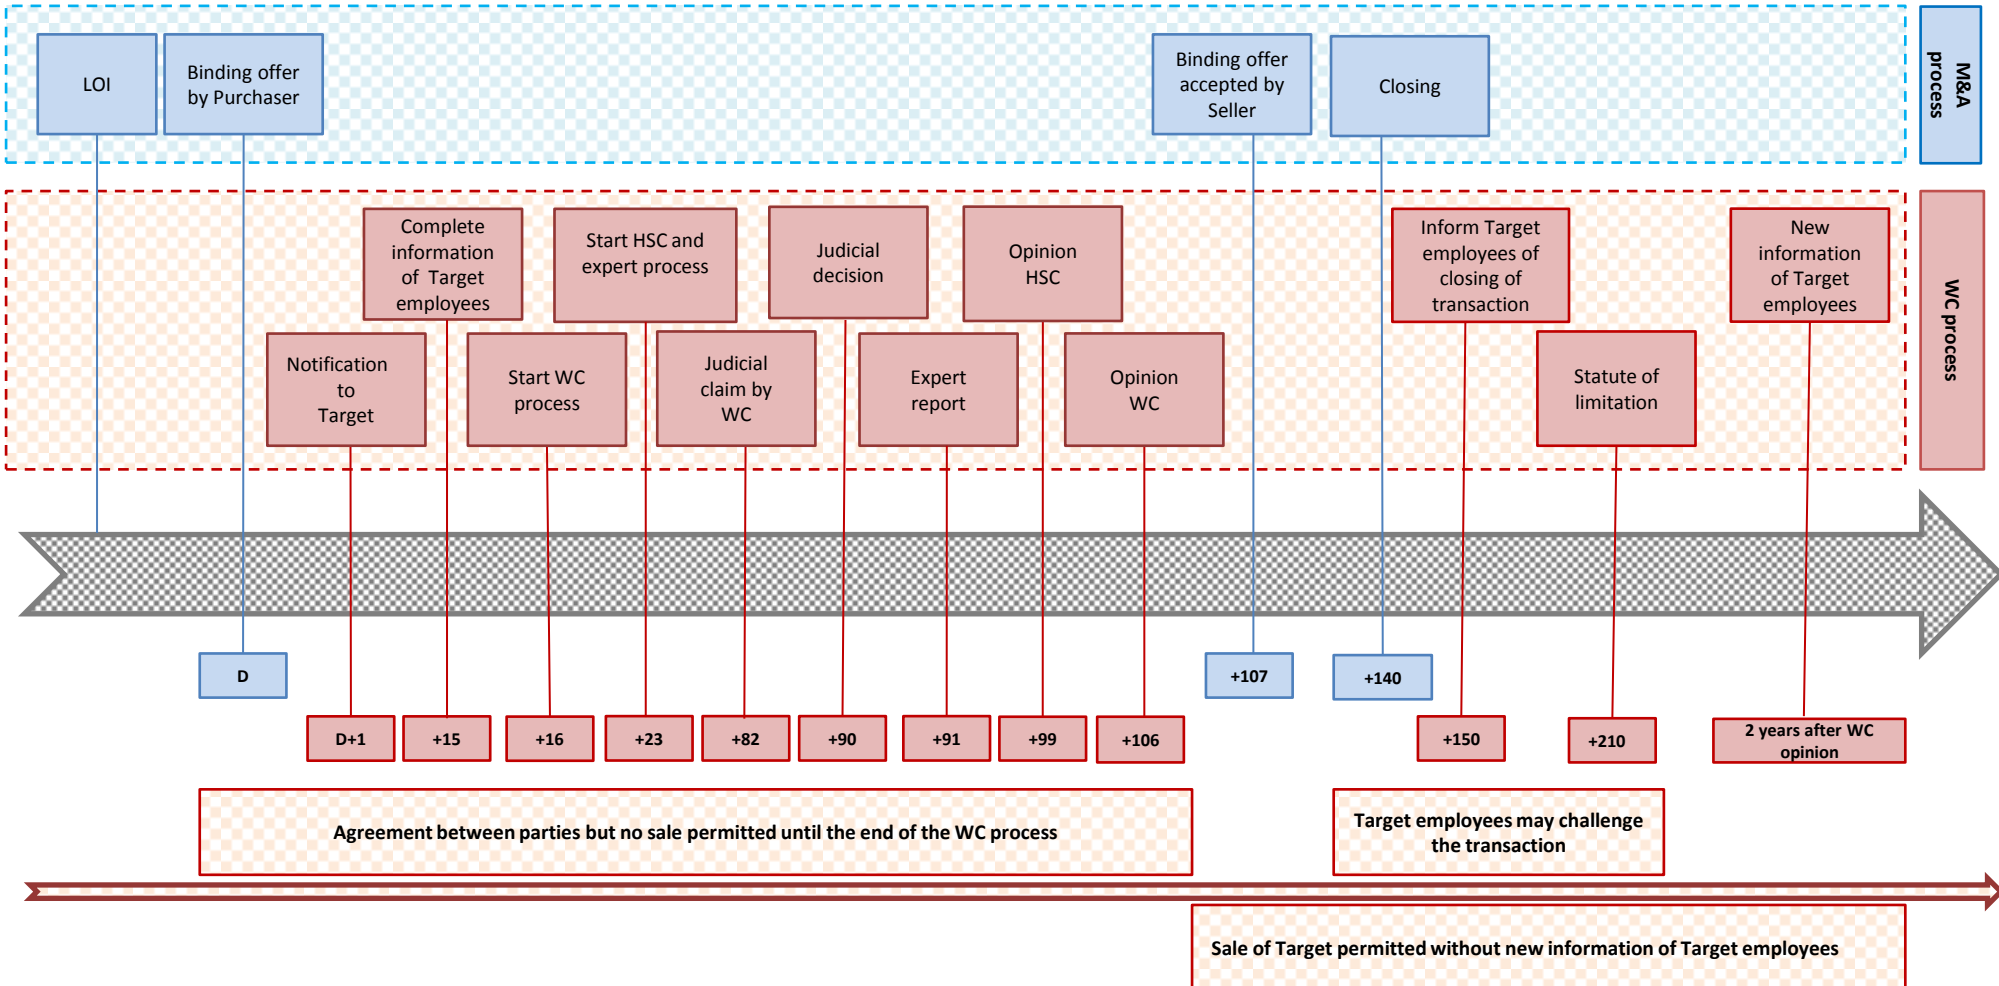 LOI
Binding offer
by Purchaser
Binding offer
accepted by
Seller
Closing
M&A
process
Complete
information
of Target
employees
Start HSC and
expert process
Judicial
decision
Opinion
HSC
Inform Target
employees of
closing of
transaction
New
information
of Target
employees
Notification
to
Target
Start WC
process
Judicial
claim by
WC
Expert
report
Opinion
WC
Statute of
limitation
WC process
D
+107
+140
D+1
+15
+16
+23
+82
+90
+91
+99
+106
+150
+210
2 years after WC
opinion
Agreement between parties but no sale permitted until the end of the WC process
Target employees may challenge
the transaction
Sale of Target permitted without new information of Target employees